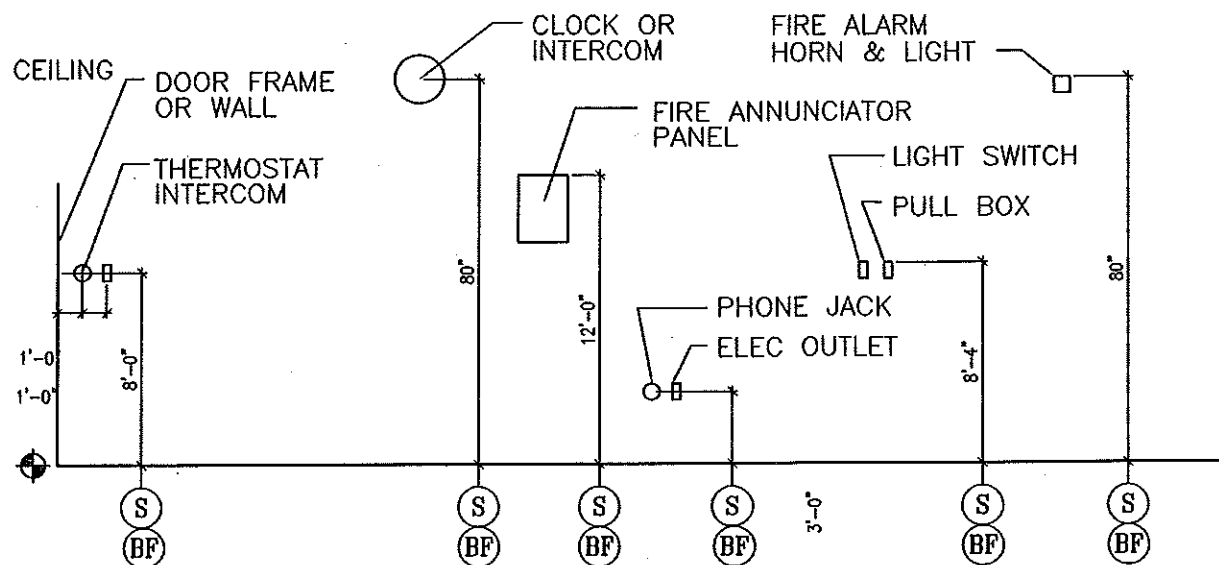 CLOCK OR
INTERCOM
FIRE ALARM
HORN & LIGHT
CEILING
DOOR FRAME
OR WALL
FIRE ANNUNCIATOR
PANEL
THERMOSTAT
INTERCOM
LIGHT SWITCH
PULL BOX
80"
80"
PHONE JACK
ELEC OUTLET
12'-0"
1'-0
8'-0"
8'-4"
1'-0"
3'-0"
S
S
S
S
S
S
BF
BF
BF
BF
BF
BF